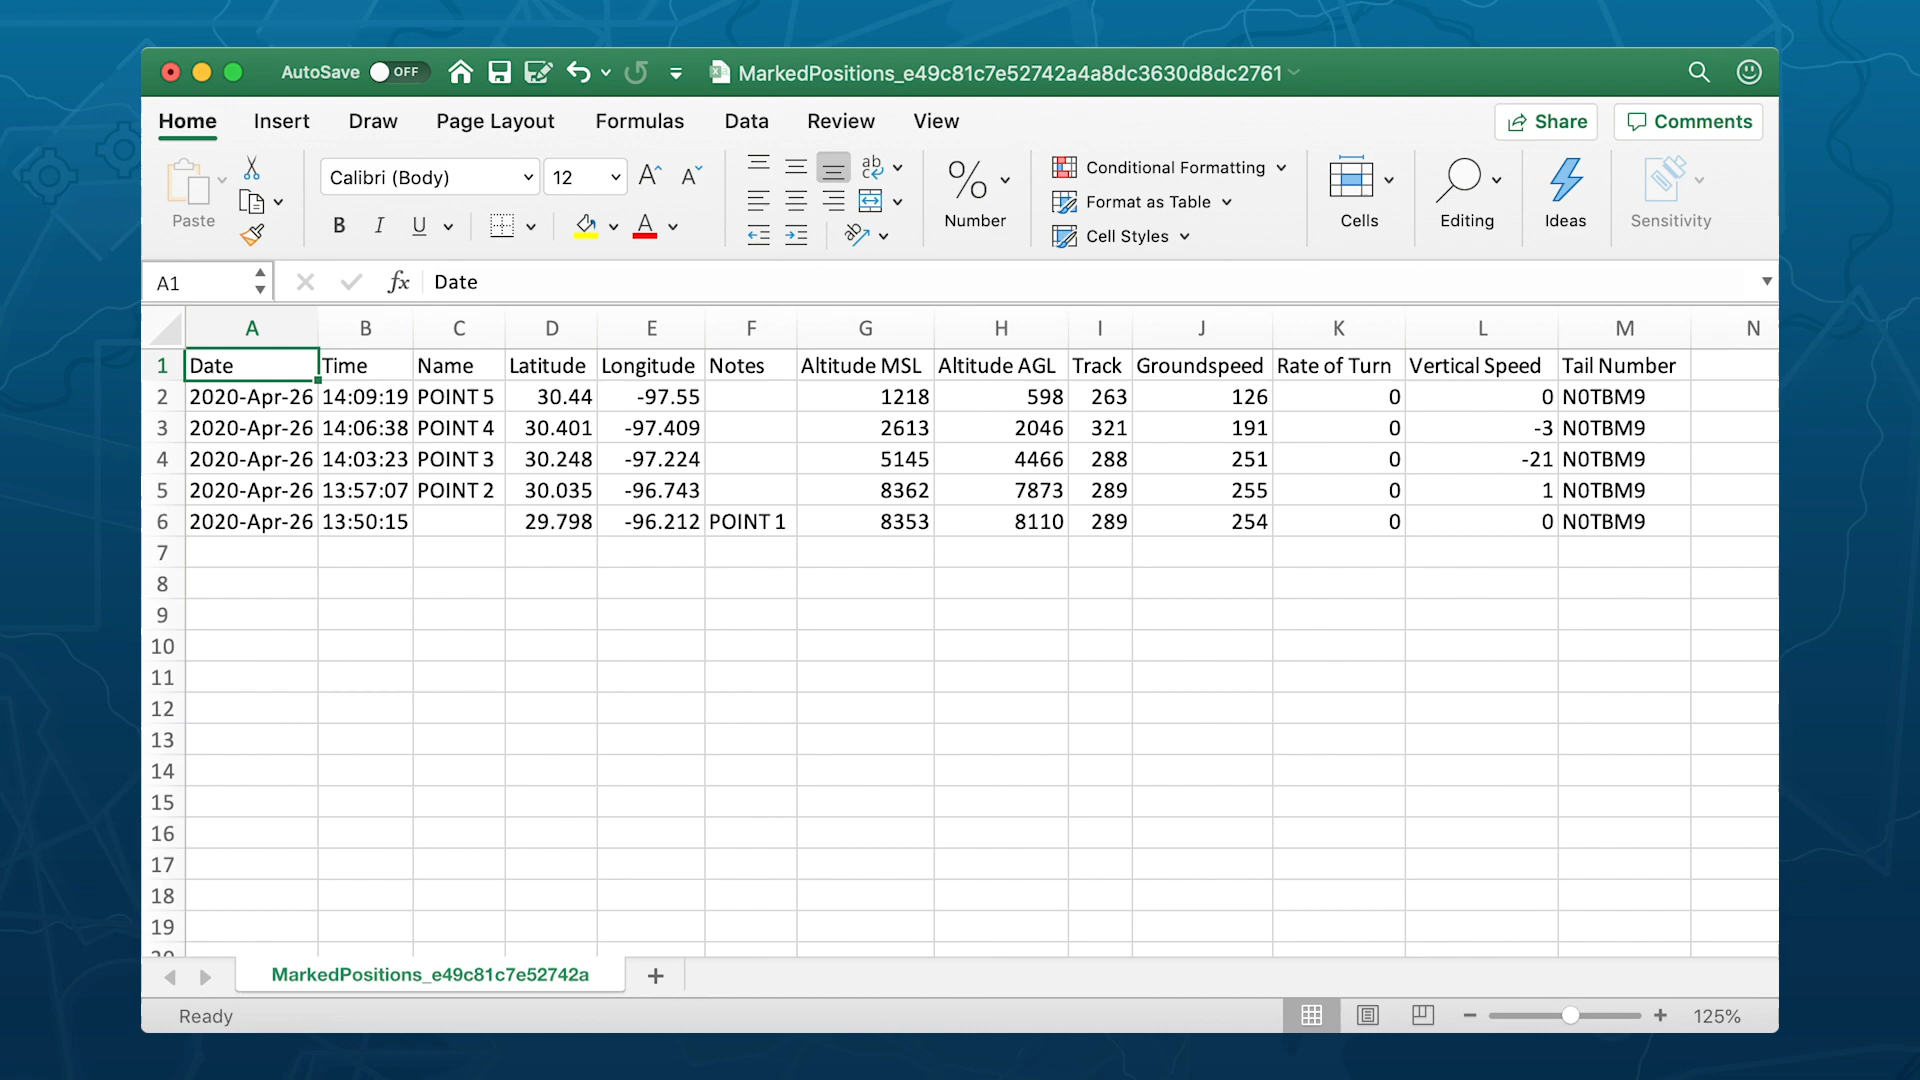 AutoSave OFF MarkedPositions_e49c81c7e52742a4a8dc3630d8dc2761
Home Insert Draw Page Layout Formulas Data Review View Share Comments
Paste Calibri (Body) 12 A A ab Number Conditional Formatting Format as Table Cell Styles Cells Editing Ideas Sensitivity
B I U A
A1 fx Date
A B C D E F G H I J K L M N
1 Date Time Name Latitude Longitude Notes Altitude MSL Altitude AGL Track Groundspeed Rate of Turn Vertical Speed Tail Number
2 2020-Apr-26 14:09:19 POINT 5 30.44 -97.55 1218 598 263 126 0 0 N0TBM9
3 2020-Apr-26 14:06:38 POINT 4 30.401 -97.409 2613 2046 321 191 0 -3 N0TBM9
4 2020-Apr-26 14:03:23 POINT 3 30.248 -97.224 5145 4466 288 251 0 -21 N0TBM9
5 2020-Apr-26 13:57:07 POINT 2 30.035 -96.743 8362 7873 289 255 0 1 N0TBM9
6 2020-Apr-26 13:50:15 29.798 -96.212 POINT 1 8353 8110 289 254 0 0 N0TBM9
7
8
9
10
11
12
13
14
15
16
17
18
19
20
MarkedPositions_e49c81c7e52742a +
Ready 125%